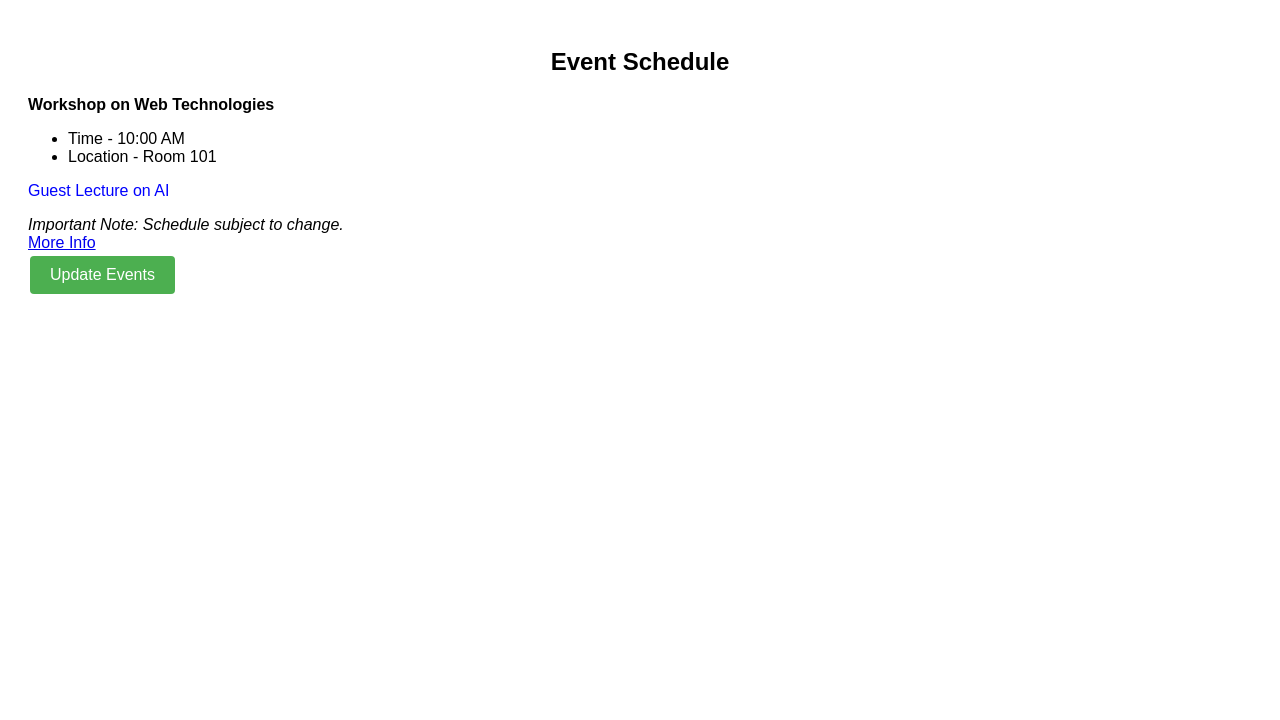 Event Schedule
Workshop on Web Technologies
Time - 10:00 AM
Location - Room 101
Guest Lecture on AI
Important Note: Schedule subject to change.
More Info
Update Events